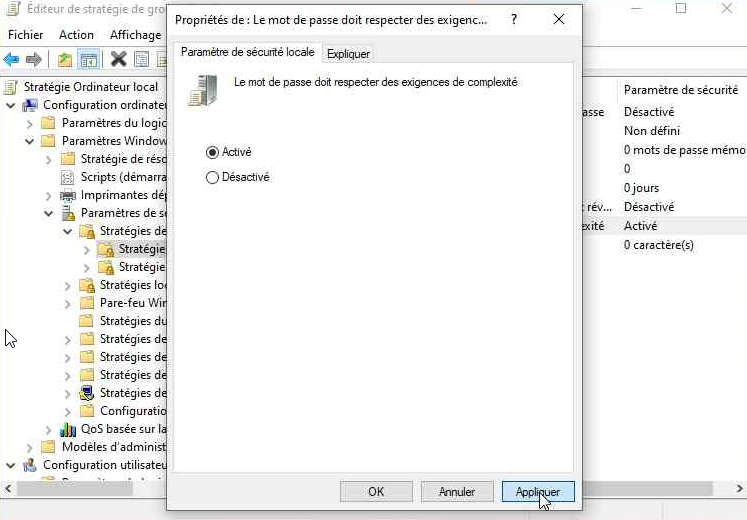 Éditeur de stratégie de gro
Fichier Action Affichage
Stratégie Ordinateur local
Configuration ordinate
Paramètres du logic
Paramètres Window
Stratégie de réso
Scripts (démarra
Imprimantes dép
Paramètres de sé
Stratégies de
Stratégie
Stratégie
Stratégies loc
Pare-feu Win
Stratégies du
Stratégies de
Stratégies de
Stratégies de
Stratégies de
Configuratio
QoS basée sur la
Modèles d'administ
Configuration utilisateu
Propriétés de : Le mot de passe doit respecter des exigenc... ?
Paramètre de sécurité locale Expliquer
Le mot de passe doit respecter des exigences de complexité
Activé
Désactivé
OK Annuler Appliquer
Paramètre de sécurité
asse Désactivé
Non défini
0 mots de passe mémo
0
0 jours
rév... Désactivé
exité Activé
0 caractère(s)